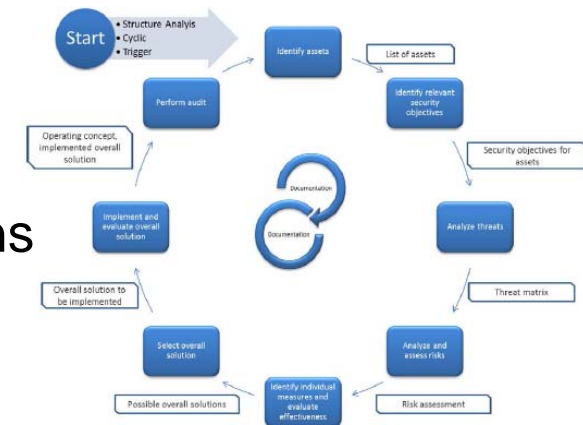 Start
• Structure Analyis
• Cyclic
• Trigger
Identify assets
List of assets
Identify relevant
security
objectives
Security objectives for
assets
Analyze threats
Threat matrix
Analyze and
assess risks
Risk assessment
Identify individual
measures and
evaluate
effectiveness
Possible overall solutions
Select overall
solution
Overall solution to
be implemented
Implement and
evaluate overall
solution
Operating concept,
implemented overall
solution
Perform audit
Documentation
Documentation
ns